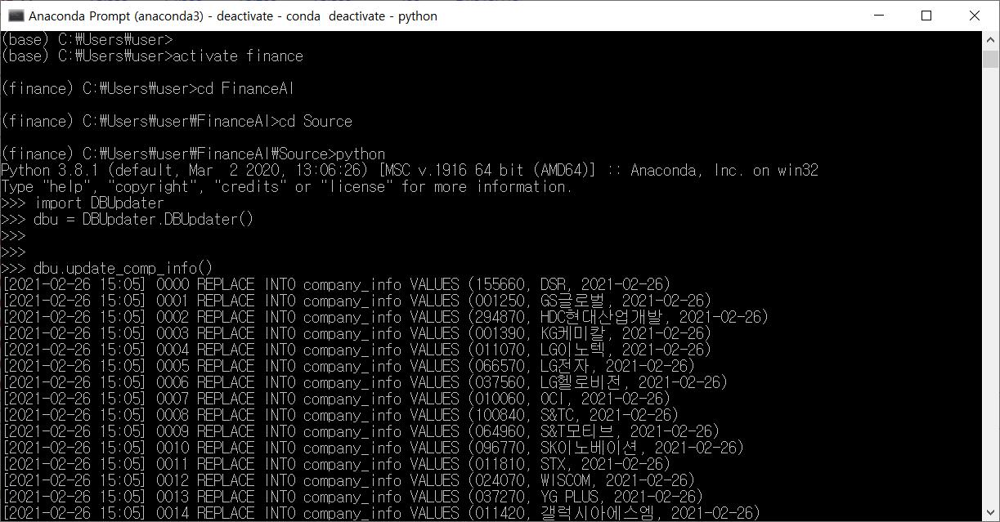 Anaconda Prompt (anaconda3) - deactivate - conda  deactivate - python
(base) C:₩Users₩user>
(base) C:₩Users₩user>activate finance
(finance) C:₩Users₩user>cd FinanceAI
(finance) C:₩Users₩user₩FinanceAI>cd Source
(finance) C:₩Users₩user₩FinanceAI₩Source>python
Python 3.8.1 (default, Mar  2 2020, 13:06:26) [MSC v.1916 64 bit (AMD64)] :: Anaconda, Inc. on win32
Type "help", "copyright", "credits" or "license" for more information.
>>> import DBUpdater
>>> dbu = DBUpdater.DBUpdater()
>>>
>>>
>>> dbu.update_comp_info()
[2021-02-26 15:05] 0000 REPLACE INTO company_info VALUES (155660, DSR, 2021-02-26)
[2021-02-26 15:05] 0001 REPLACE INTO company_info VALUES (001250, GS글로벌, 2021-02-26)
[2021-02-26 15:05] 0002 REPLACE INTO company_info VALUES (294870, HDC현대산업개발, 2021-02-26)
[2021-02-26 15:05] 0003 REPLACE INTO company_info VALUES (001390, KG케미칼, 2021-02-26)
[2021-02-26 15:05] 0004 REPLACE INTO company_info VALUES (011070, LG이노텍, 2021-02-26)
[2021-02-26 15:05] 0005 REPLACE INTO company_info VALUES (066570, LG전자, 2021-02-26)
[2021-02-26 15:05] 0006 REPLACE INTO company_info VALUES (037560, LG헬로비전, 2021-02-26)
[2021-02-26 15:05] 0007 REPLACE INTO company_info VALUES (010060, OCI, 2021-02-26)
[2021-02-26 15:05] 0008 REPLACE INTO company_info VALUES (100840, S&TC, 2021-02-26)
[2021-02-26 15:05] 0009 REPLACE INTO company_info VALUES (064960, S&T모티브, 2021-02-26)
[2021-02-26 15:05] 0010 REPLACE INTO company_info VALUES (096770, SK이노베이션, 2021-02-26)
[2021-02-26 15:05] 0011 REPLACE INTO company_info VALUES (011810, STX, 2021-02-26)
[2021-02-26 15:05] 0012 REPLACE INTO company_info VALUES (024070, WISCOM, 2021-02-26)
[2021-02-26 15:05] 0013 REPLACE INTO company_info VALUES (037270, YG PLUS, 2021-02-26)
[2021-02-26 15:05] 0014 REPLACE INTO company_info VALUES (011420, 갤럭시아에스엠, 2021-02-26)